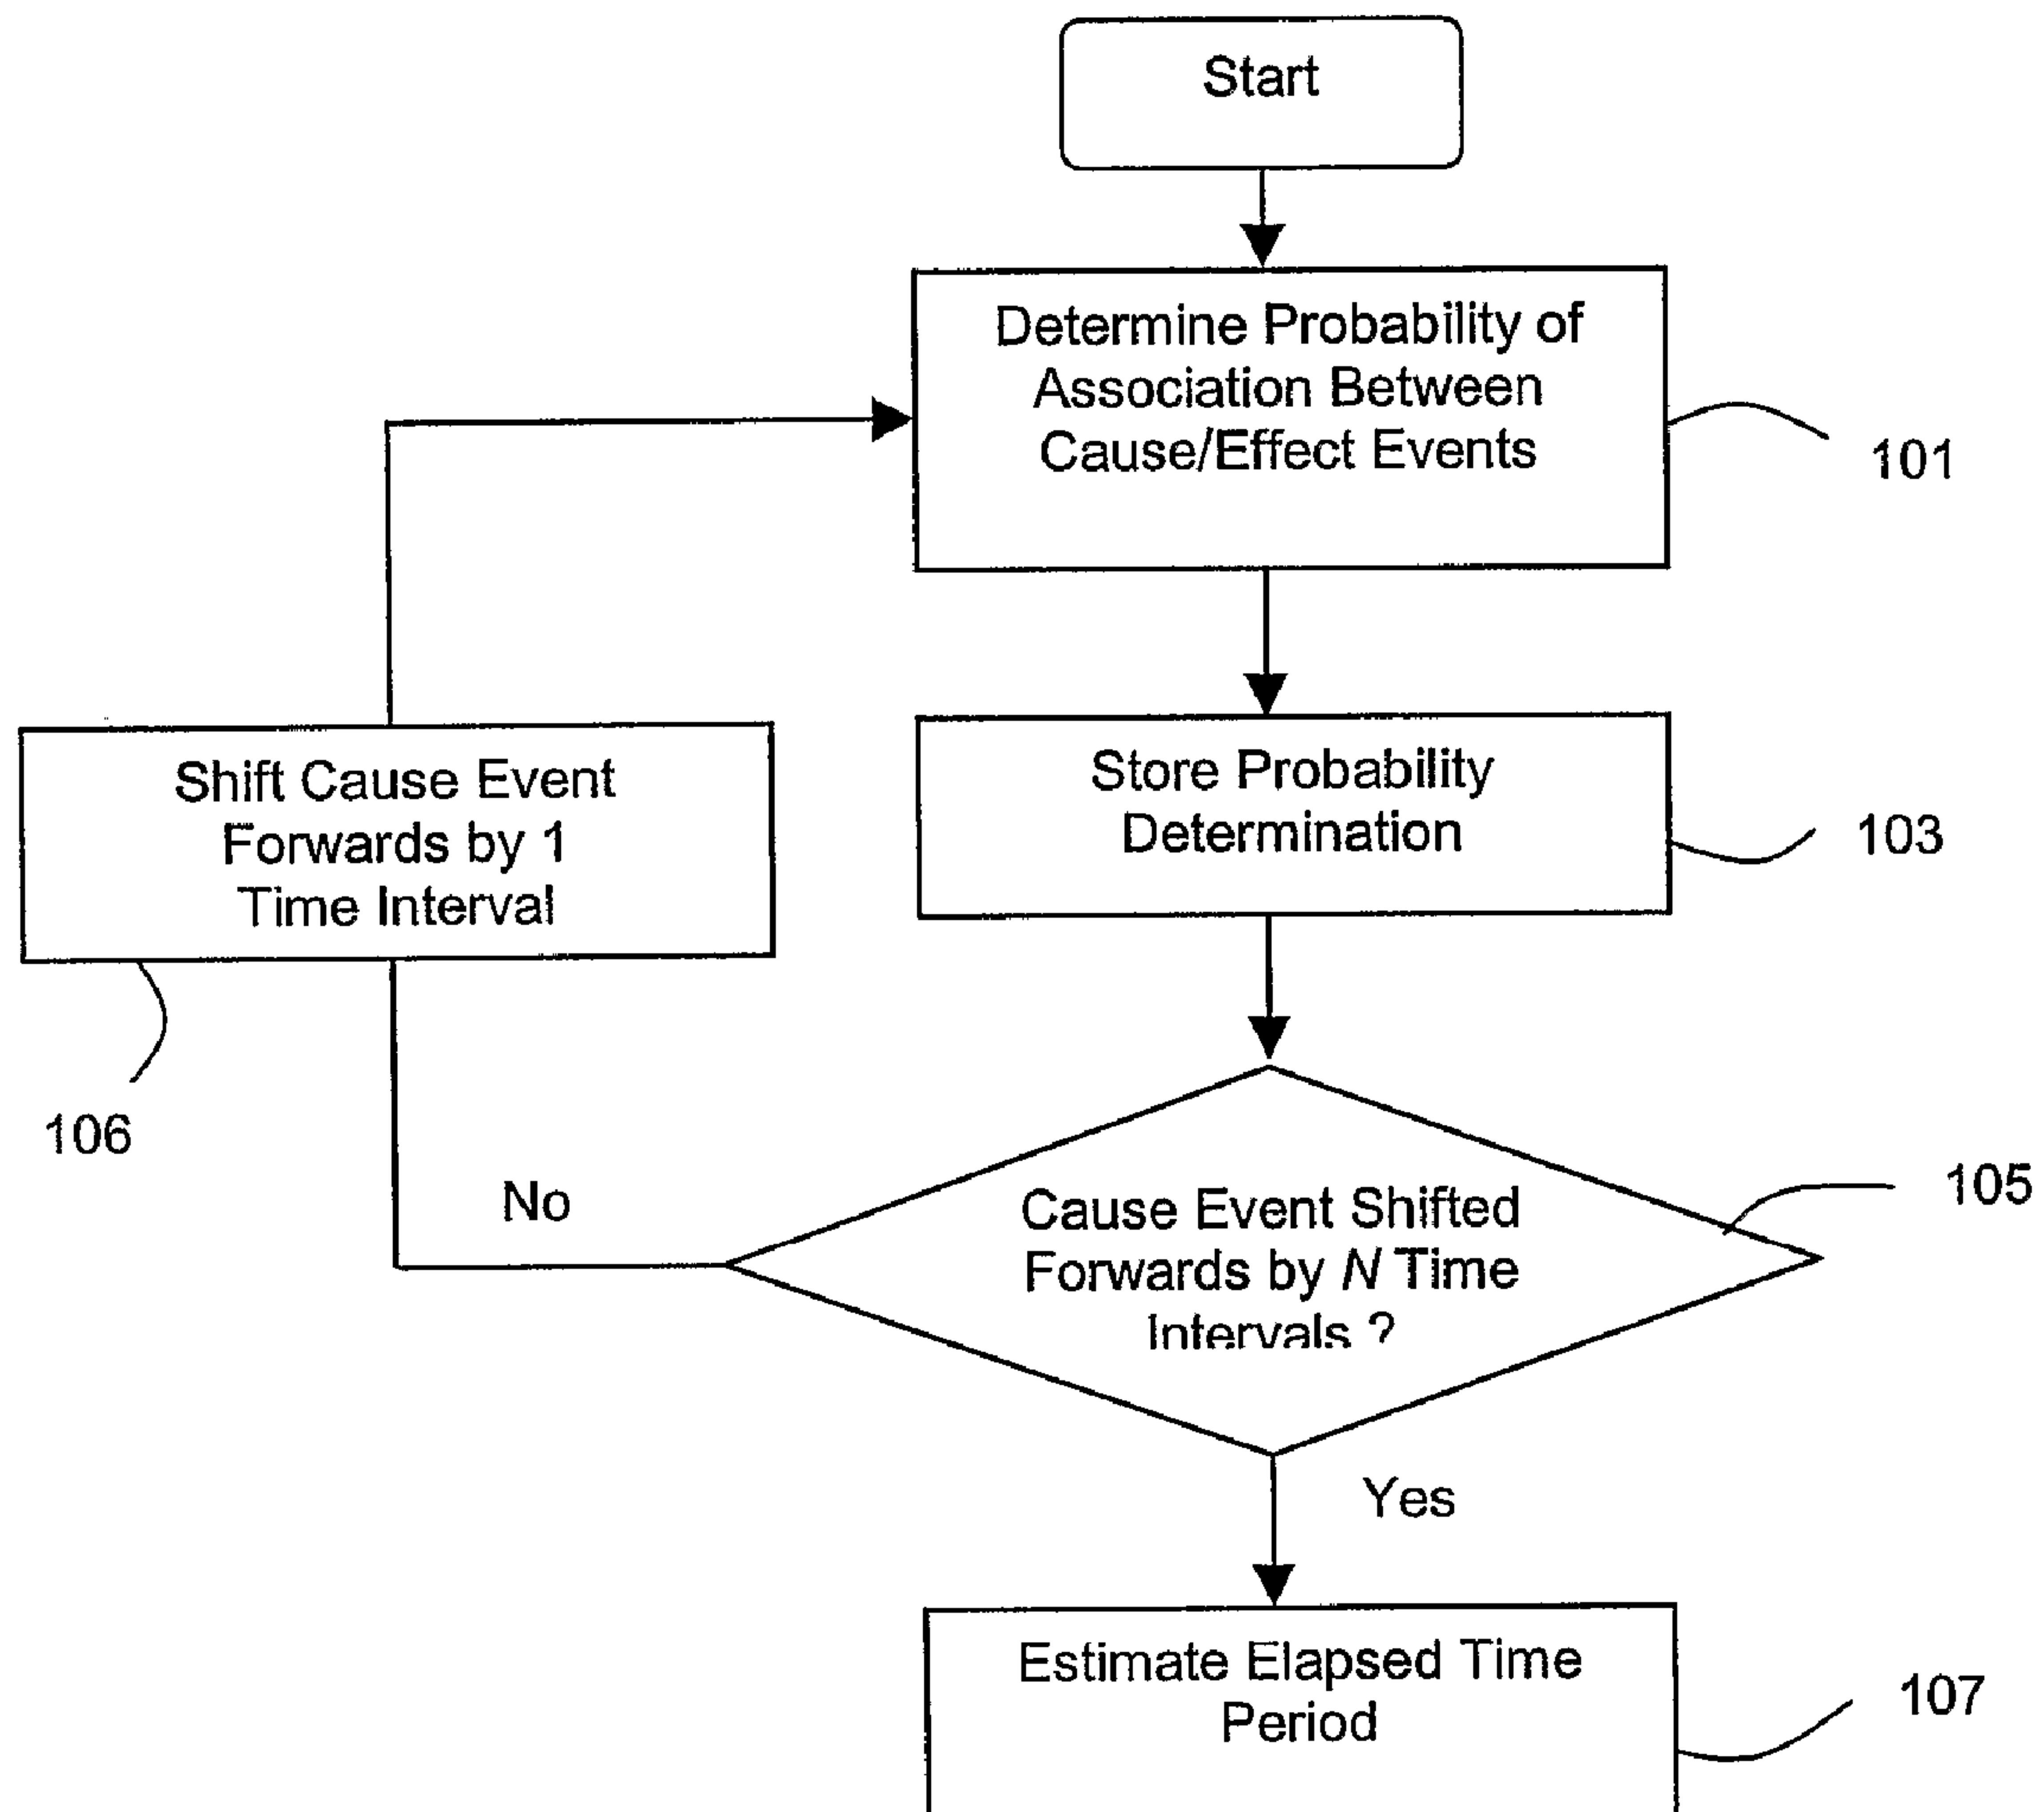 Start
Determine Probability of
Association Between
Cause/Effect Events
101
Shift Cause Event
Forwards by 1
Time Interval
106
Store Probability
Determination
103
No
Cause Event Shifted
Forwards by N Time
Intervals ?
105
Yes
Estimate Elapsed Time
Period
107